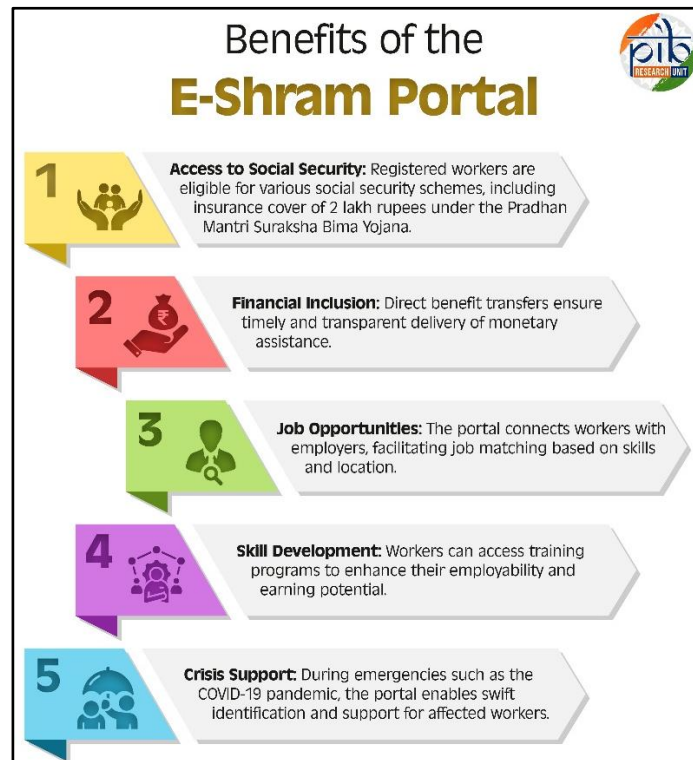 Benefits of the
E-Shram Portal
pib
RESEARCH UNIT
1
Access to Social Security: Registered workers are
eligible for various social security schemes, including
insurance cover of 2 lakh rupees under the Pradhan
Mantri Suraksha Bima Yojana.
2
₹
Financial Inclusion: Direct benefit transfers ensure
timely and transparent delivery of monetary
assistance.
3
Job Opportunities: The portal connects workers with
employers, facilitating job matching based on skills
and location.
4
Skill Development: Workers can access training
programs to enhance their employability and
earning potential.
5
Crisis Support: During emergencies such as the
COVID-19 pandemic, the portal enables swift
identification and support for affected workers.